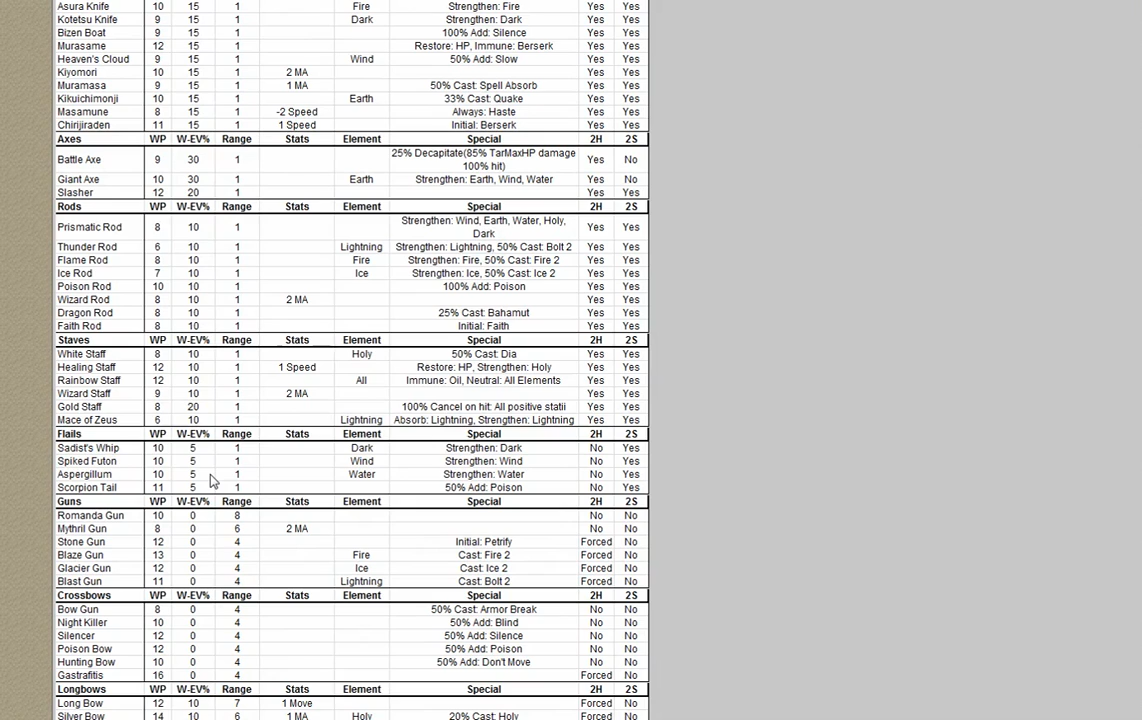 Asura Knife 10 15 1 Fire Strengthen: Fire Yes Yes
Kotetsu Knife 9 15 1 Dark Strengthen: Dark Yes Yes
Bizen Boat 9 15 1 100% Add: Silence Yes Yes
Murasame 12 15 1 Restore: HP, Immune: Berserk Yes Yes
Heaven's Cloud 9 15 1 Wind 50% Add: Slow Yes Yes
Kiyomori 10 15 1 2 MA Yes Yes
Muramasa 9 15 1 1 MA 50% Cast: Spell Absorb Yes Yes
Kikuichimonji 10 15 1 Earth 33% Cast: Quake Yes Yes
Masamune 8 15 1 -2 Speed Always: Haste Yes Yes
Chirijiraden 11 15 1 1 Speed Initial: Berserk Yes Yes
Axes WP W-EV% Range Stats Element Special 2H 2S
Battle Axe 9 30 1 25% Decapitate(85% TarMaxHP damage 100% hit) Yes No
Giant Axe 10 30 1 Earth Strengthen: Earth, Wind, Water Yes No
Slasher 12 20 1 Yes Yes
Rods WP W-EV% Range Stats Element Special 2H 2S
Prismatic Rod 8 10 1 Strengthen: Wind, Earth, Water, Holy, Dark Yes Yes
Thunder Rod 6 10 1 Lightning Strengthen: Lightning, 50% Cast: Bolt 2 Yes Yes
Flame Rod 8 10 1 Fire Strengthen: Fire, 50% Cast: Fire 2 Yes Yes
Ice Rod 7 10 1 Ice Strengthen: Ice, 50% Cast: Ice 2 Yes Yes
Poison Rod 10 10 1 100% Add: Poison Yes Yes
Wizard Rod 8 10 1 2 MA Yes Yes
Dragon Rod 8 10 1 25% Cast: Bahamut Yes Yes
Faith Rod 8 10 1 Initial: Faith Yes Yes
Staves WP W-EV% Range Stats Element Special 2H 2S
White Staff 8 10 1 Holy 50% Cast: Dia Yes Yes
Healing Staff 12 10 1 1 Speed Restore: HP, Strengthen: Holy Yes Yes
Rainbow Staff 12 10 1 All Immune: Oil, Neutral: All Elements Yes Yes
Wizard Staff 9 10 1 2 MA Yes Yes
Gold Staff 8 20 1 100% Cancel on hit: All positive statii Yes Yes
Mace of Zeus 6 10 1 Lightning Absorb: Lightning, Strengthen: Lightning Yes Yes
Flails WP W-EV% Range Stats Element Special 2H 2S
Sadist's Whip 10 5 1 Dark Strengthen: Dark No Yes
Spiked Futon 10 5 1 Wind Strengthen: Wind No Yes
Aspergillum 10 5 1 Water Strengthen: Water No Yes
Scorpion Tail 11 5 1 50% Add: Poison No Yes
Guns WP W-EV% Range Stats Element Special 2H 2S
Romanda Gun 10 0 8 No No
Mythril Gun 8 0 6 2 MA No No
Stone Gun 12 0 4 Initial: Petrify Forced No
Blaze Gun 13 0 4 Fire Cast: Fire 2 Forced No
Glacier Gun 12 0 4 Ice Cast: Ice 2 Forced No
Blast Gun 11 0 4 Lightning Cast: Bolt 2 Forced No
Crossbows WP W-EV% Range Stats Element Special 2H 2S
Bow Gun 8 0 4 50% Cast: Armor Break No No
Night Killer 10 0 4 50% Add: Blind No No
Silencer 12 0 4 50% Add: Silence No No
Poison Bow 12 0 4 50% Add: Poison No No
Hunting Bow 10 0 4 50% Add: Don't Move No No
Gastrafitis 16 0 4 Forced No
Longbows WP W-EV% Range Stats Element Special 2H 2S
Long Bow 12 10 7 1 Move Forced No
Silver Bow 14 10 6 1 MA Holy 20% Cast: Holy Forced No